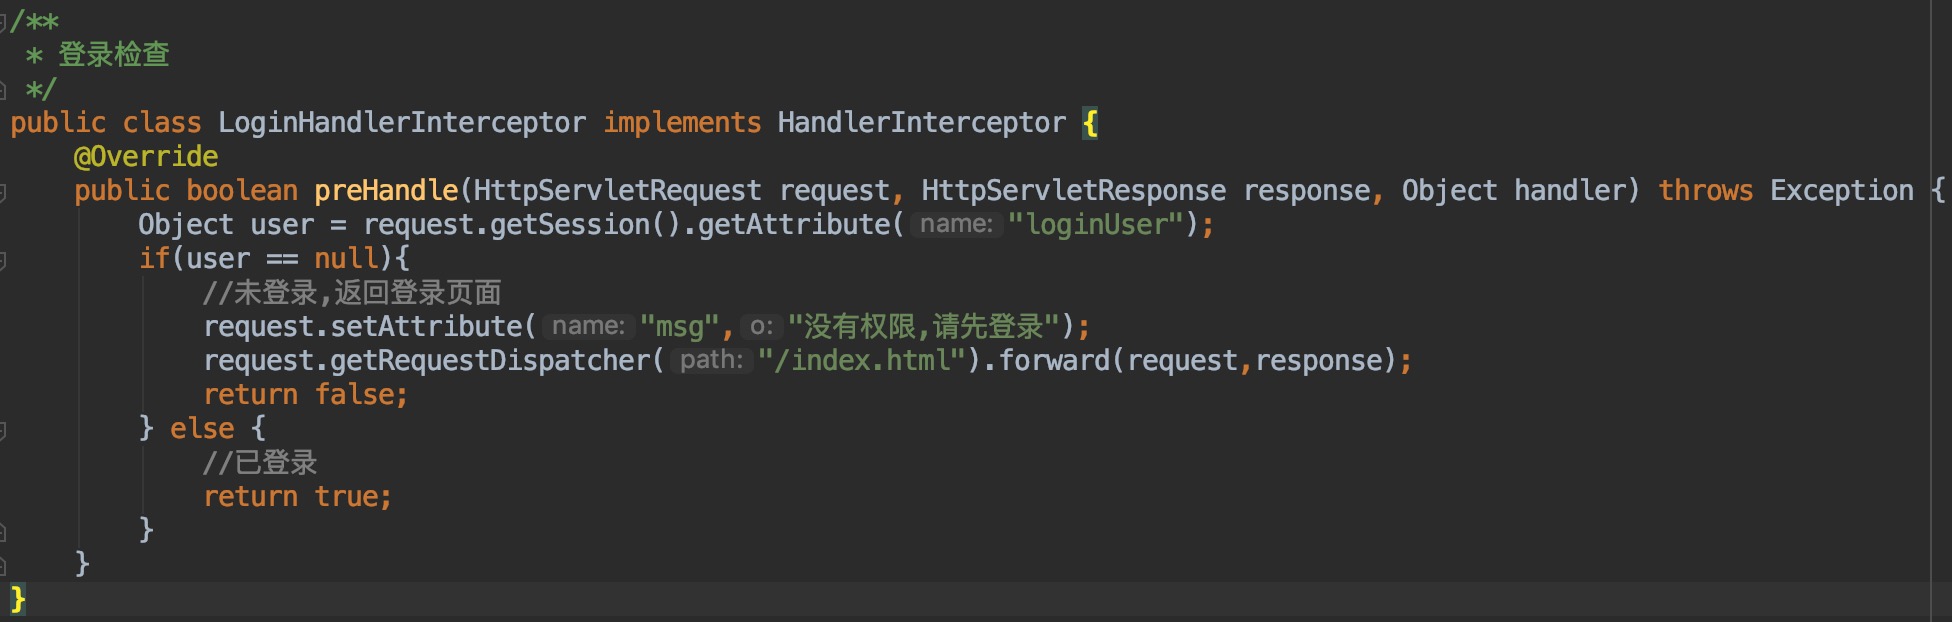 /**
 * 登录检查
 */
public class LoginHandlerInterceptor implements HandlerInterceptor {
    @Override
    public boolean preHandle(HttpServletRequest request, HttpServletResponse response, Object handler) throws Exception {
        Object user = request.getSession().getAttribute( name: "loginUser");
        if(user == null){
            //未登录,返回登录页面
            request.setAttribute( name: "msg", o: "没有权限,请先登录");
            request.getRequestDispatcher( path: "/index.html").forward(request,response);
            return false;
        } else {
            //已登录
            return true;
        }
    }
}